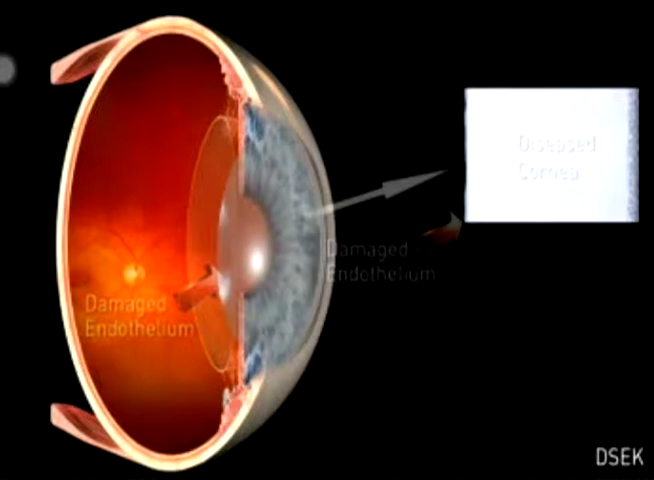 Diseased
Cornea
Damaged
Endothelium
Damaged
Endothelium
DSEK